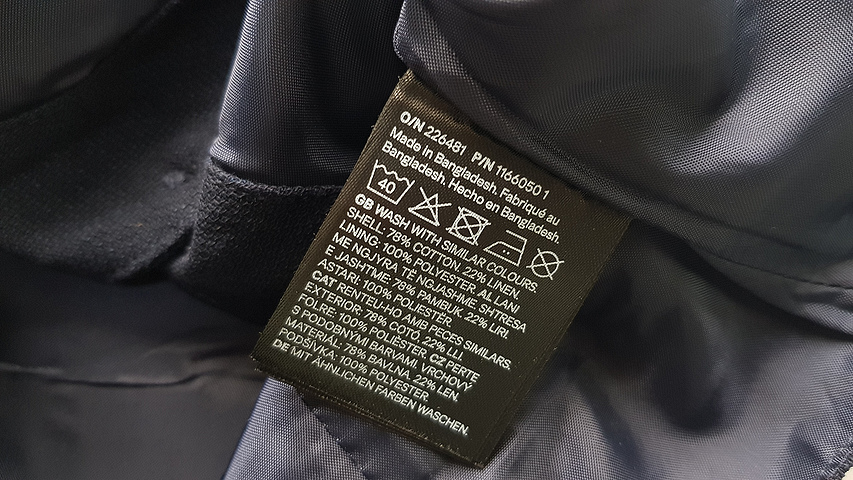 O/N 226481 P/N 1166050 1
Made in Bangladesh. Fabriqué au
Bangladesh. Hecho en Bangladesh.
40
GB WASH WITH SIMILAR COLOURS.
SHELL: 78% COTTON. 22% LINEN.
LINING: 100% POLYESTER. AL LANI
ME NGJYRA TË NGJASHME. SHTRESA
E JASHTME: 78% PAMBUK. 22% LIRI.
ASTARI: 100% POLIESTËR.
CAT RENTEU-HO AMB PECES SIMILARS.
EXTERIOR: 78% COTÓ. 22% LLI.
FOLRE: 100% POLIÈSTER. CZ PERTE
S PODOBNÝMI BARVAMI. VRCHOVÝ
MATERIÁL: 78% BAVLNA. 22% LEN.
PODŠÍVKA: 100% POLYESTER.
DE MIT ÄHNLICHEN FARBEN WASCHEN.